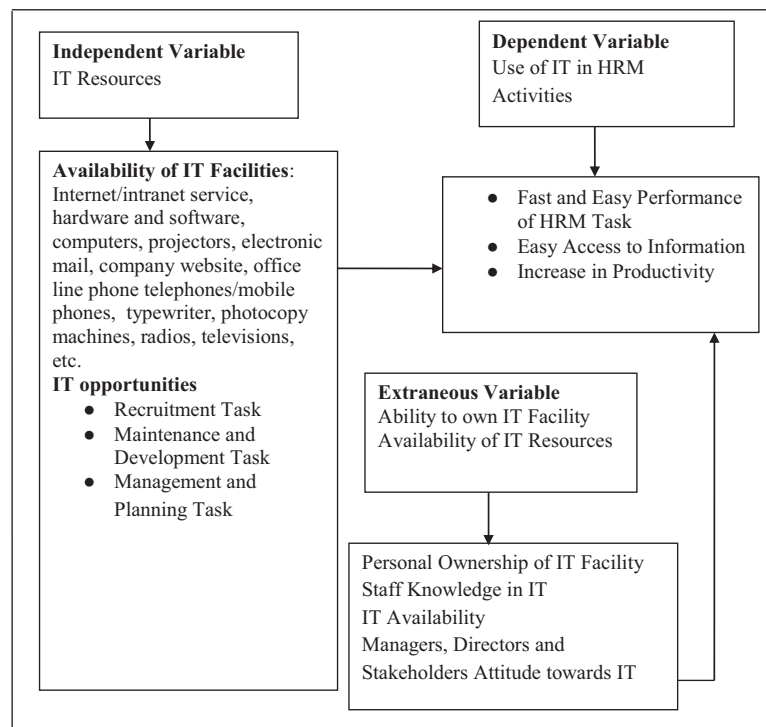 Independent Variable
IT Resources
Dependent Variable
Use of IT in HRM
Activities
Availability of IT Facilities:
Internet/intranet service,
hardware and software,
computers, projectors, electronic
mail, company website, office
line phone telephones/mobile
phones, typewriter, photocopy
machines, radios, televisions,
etc.
IT opportunities
● Recruitment Task
● Maintenance and
Development Task
● Management and
Planning Task
● Fast and Easy Performance
of HRM Task
● Easy Access to Information
● Increase in Productivity
Extraneous Variable
Ability to own IT Facility
Availability of IT Resources
Personal Ownership of IT Facility
Staff Knowledge in IT
IT Availability
Managers, Directors and
Stakeholders Attitude towards IT